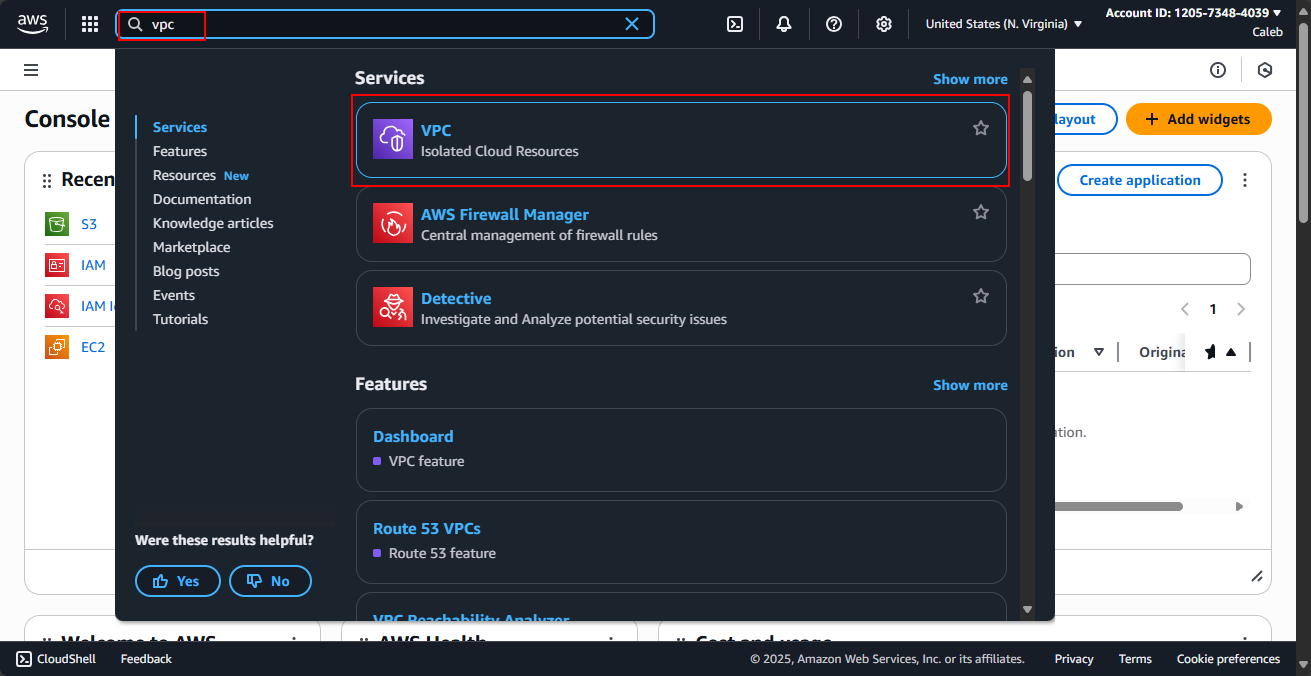 aws
vpc
United States (N. Virginia)
Account ID: 1205-7348-4039
Caleb
Console
layout
Add widgets
Recen
S3
IAM
IAM I
EC2
Services
Features
Resources New
Documentation
Knowledge articles
Marketplace
Blog posts
Events
Tutorials
Were these results helpful?
Yes
No
Services
Show more
VPC
Isolated Cloud Resources
AWS Firewall Manager
Central management of firewall rules
Detective
Investigate and Analyze potential security issues
Features
Show more
Dashboard
VPC feature
Route 53 VPCs
Route 53 feature
VPC Reachability Analyzer
Create application
1
ion
Origina
ation.
Welcome to AWS
AWS Health
Cost and usage
CloudShell
Feedback
© 2025, Amazon Web Services, Inc. or its affiliates.
Privacy
Terms
Cookie preferences